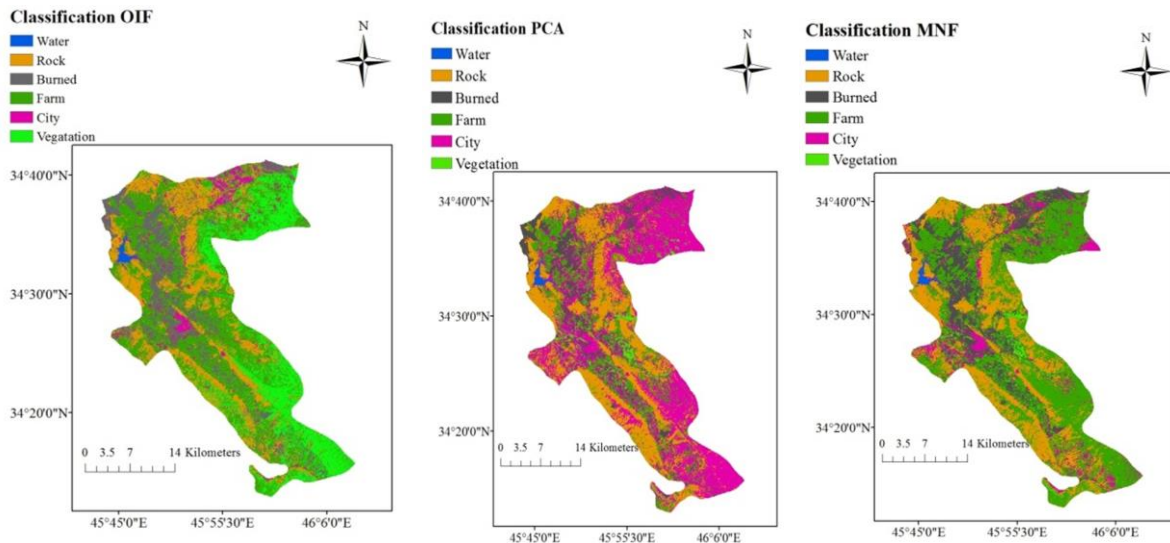 Classification OIF
N
Water
Rock
Burned
Farm
City
Vegatation
34°40'0"N
34°30'0"N
34°20'0"N
0 3.5 7 14 Kilometers
45°45'0"E 45°55'30"E 46°6'0"E
Classification PCA
N
Water
Rock
Burned
Farm
City
Vegetation
34°40'0"N
34°30'0"N
34°20'0"N
0 3.5 7 14 Kilometers
45°45'0"E 45°55'30"E 46°6'0"E
Classification MNF
N
Water
Rock
Burned
Farm
City
Vegetation
34°40'0"N
34°30'0"N
34°20'0"N
0 3.5 7 14 Kilometers
45°45'0"E 45°55'30"E 46°6'0"E